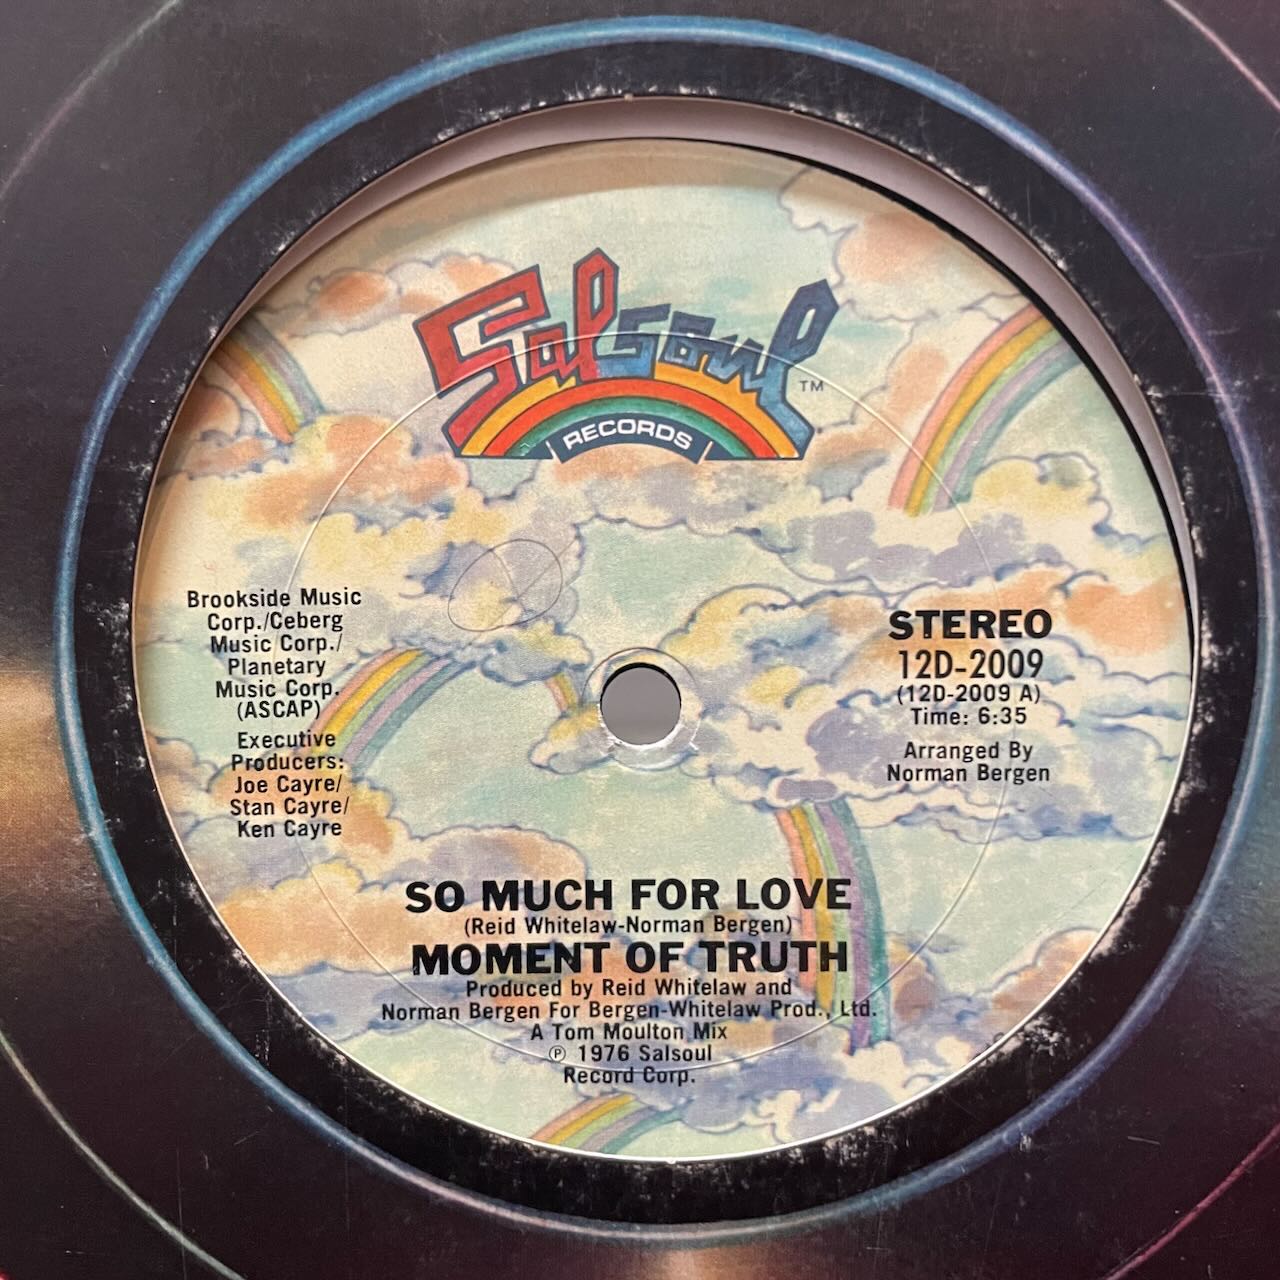 Salsoul
TM
RECORDS
Brookside Music
Corp./Ceberg
Music Corp./
Planetary
Music Corp.
(ASCAP)
Executive
Producers:
Joe Cayre/
Stan Cayre/
Ken Cayre
STEREO
12D-2009
(12D-2009 A)
Time: 6:35
Arranged By
Norman Bergen
SO MUCH FOR LOVE
(Reid Whitelaw-Norman Bergen)
MOMENT OF TRUTH
Produced by Reid Whitelaw and
Norman Bergen For Bergen-Whitelaw Prod., Ltd.
A Tom Moulton Mix
℗ 1976 Salsoul
Record Corp.